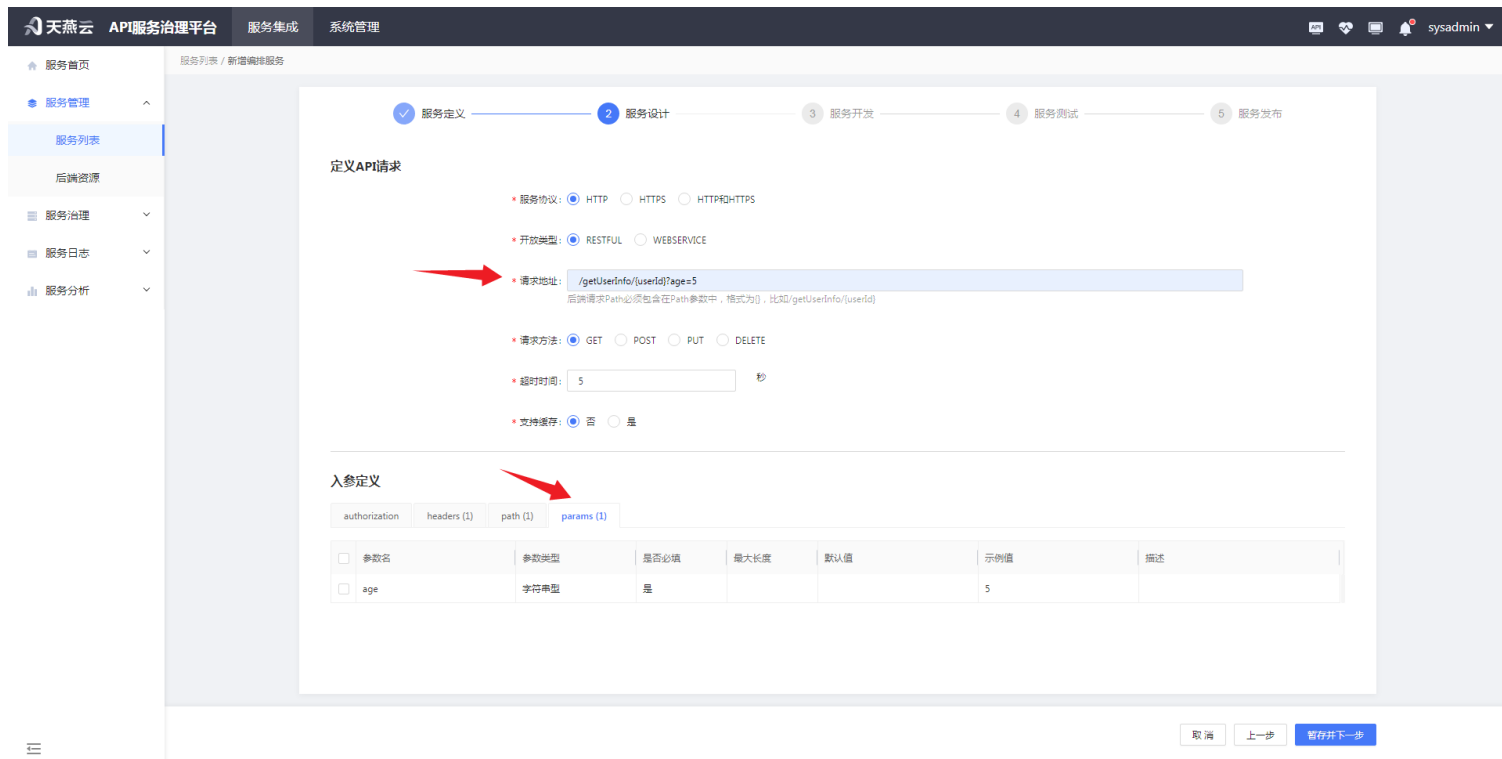 天燕云 API服务治理平台 服务集成 系统管理 API sysadmin
服务首页
服务列表 / 新增编排服务
服务管理
服务列表
后端资源
服务治理
服务日志
服务分析
服务定义 2 服务设计 3 服务开发 4 服务测试 5 服务发布
定义API请求
* 服务协议: HTTP HTTPS HTTP和HTTPS
* 开放类型: RESTFUL WEBSERVICE
* 请求地址: /getUserInfo/{userId}?age=5
后端请求Path必须包含在Path参数中，格式为{}，比如/getUserInfo/{userId}
* 请求方法: GET POST PUT DELETE
* 超时时间: 5 秒
* 支持缓存: 否 是
入参定义
authorization headers (1) path (1) params (1)
参数名 参数类型 是否必填 最大长度 默认值 示例值 描述
age 字符串型 是 5
取消 上一步 暂存并下一步